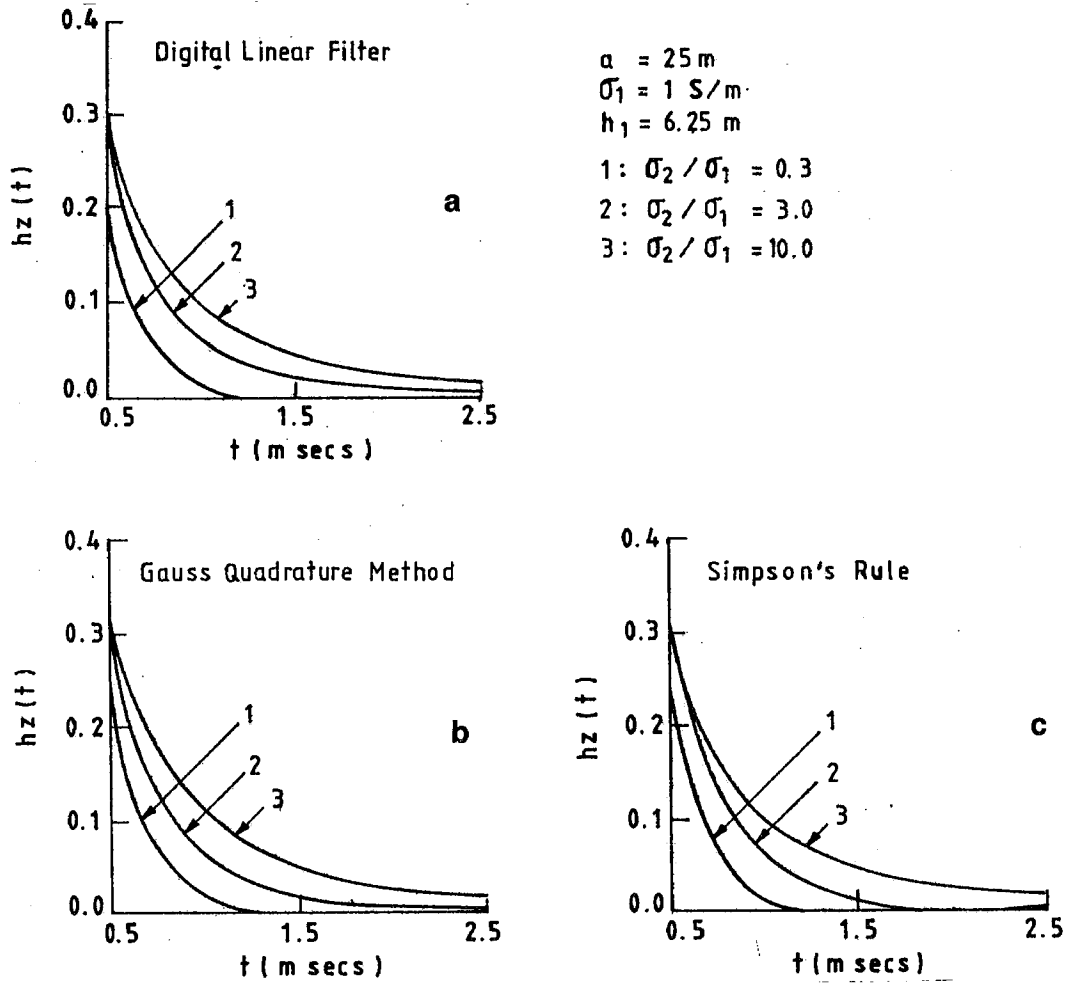 Digital Linear Filter
0.4
0.3
0.2
0.1
0.0
hz(t)
1
2
3
a
0.5
1.5
2.5
t (m secs)
a = 25 m
σ1 = 1 S/m
h1 = 6.25 m
1: σ2/σ1 = 0.3
2: σ2/σ1 = 3.0
3: σ2/σ1 = 10.0
Gauss Quadrature Method
0.4
0.3
0.2
0.1
0.0
hz(t)
1
2
3
b
0.5
1.5
2.5
t (m secs)
Simpson's Rule
0.4
0.3
0.2
0.1
0.0
hz(t)
1
2
3
c
0.5
1.5
2.5
t (m secs)